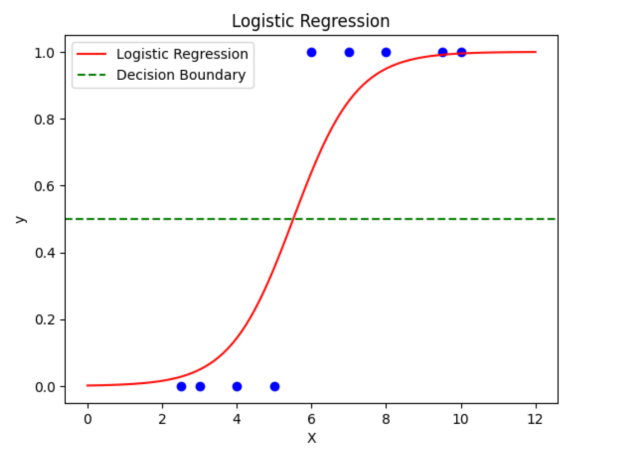 Logistic Regression
Logistic Regression
Decision Boundary
1.0
0.8
0.6
0.4
0.2
0.0
y
0 2 4 6 8 10 12
X